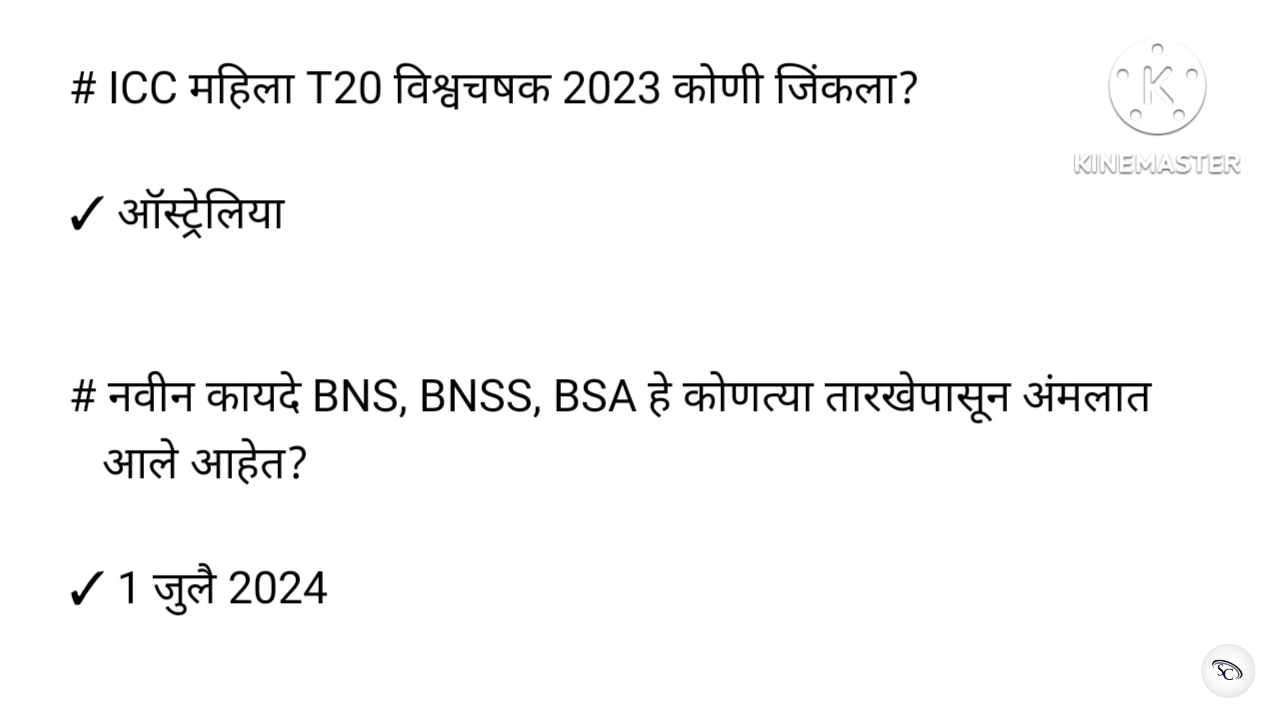 # ICC महिला T20 विश्वचषक 2023 कोणी जिंकला?
KINEMASTER
✓ ऑस्ट्रेलिया
# नवीन कायदे BNS, BNSS, BSA हे कोणत्या तारखेपासून अंमलात
आले आहेत?
✓ 1 जुलै 2024
SC